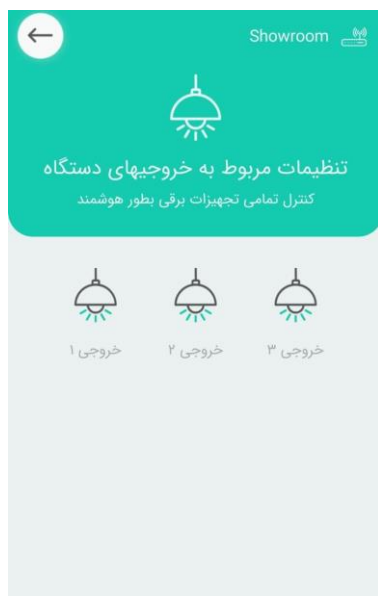 Showroom
تنظیمات مربوط به خروجیهای دستگاه
کنترل تمامی تجهیزات برقی بطور هوشمند
خروجی ۳
خروجی ۲
خروجی ۱